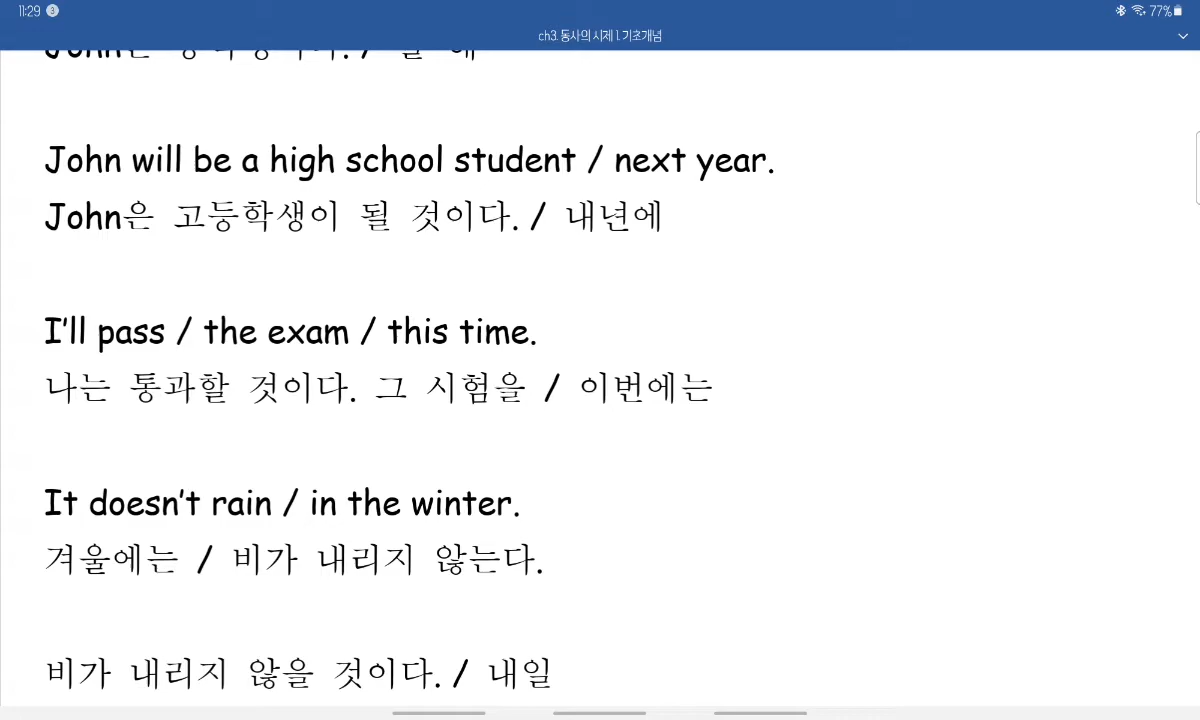 11:29 3 77%
ch3. 동사의 시제 1. 기초개념
John will be a high school student / next year.
John은 고등학생이 될 것이다. / 내년에
I'll pass / the exam / this time.
나는 통과할 것이다. 그 시험을 / 이번에는
It doesn't rain / in the winter.
겨울에는 / 비가 내리지 않는다.
비가 내리지 않을 것이다. / 내일